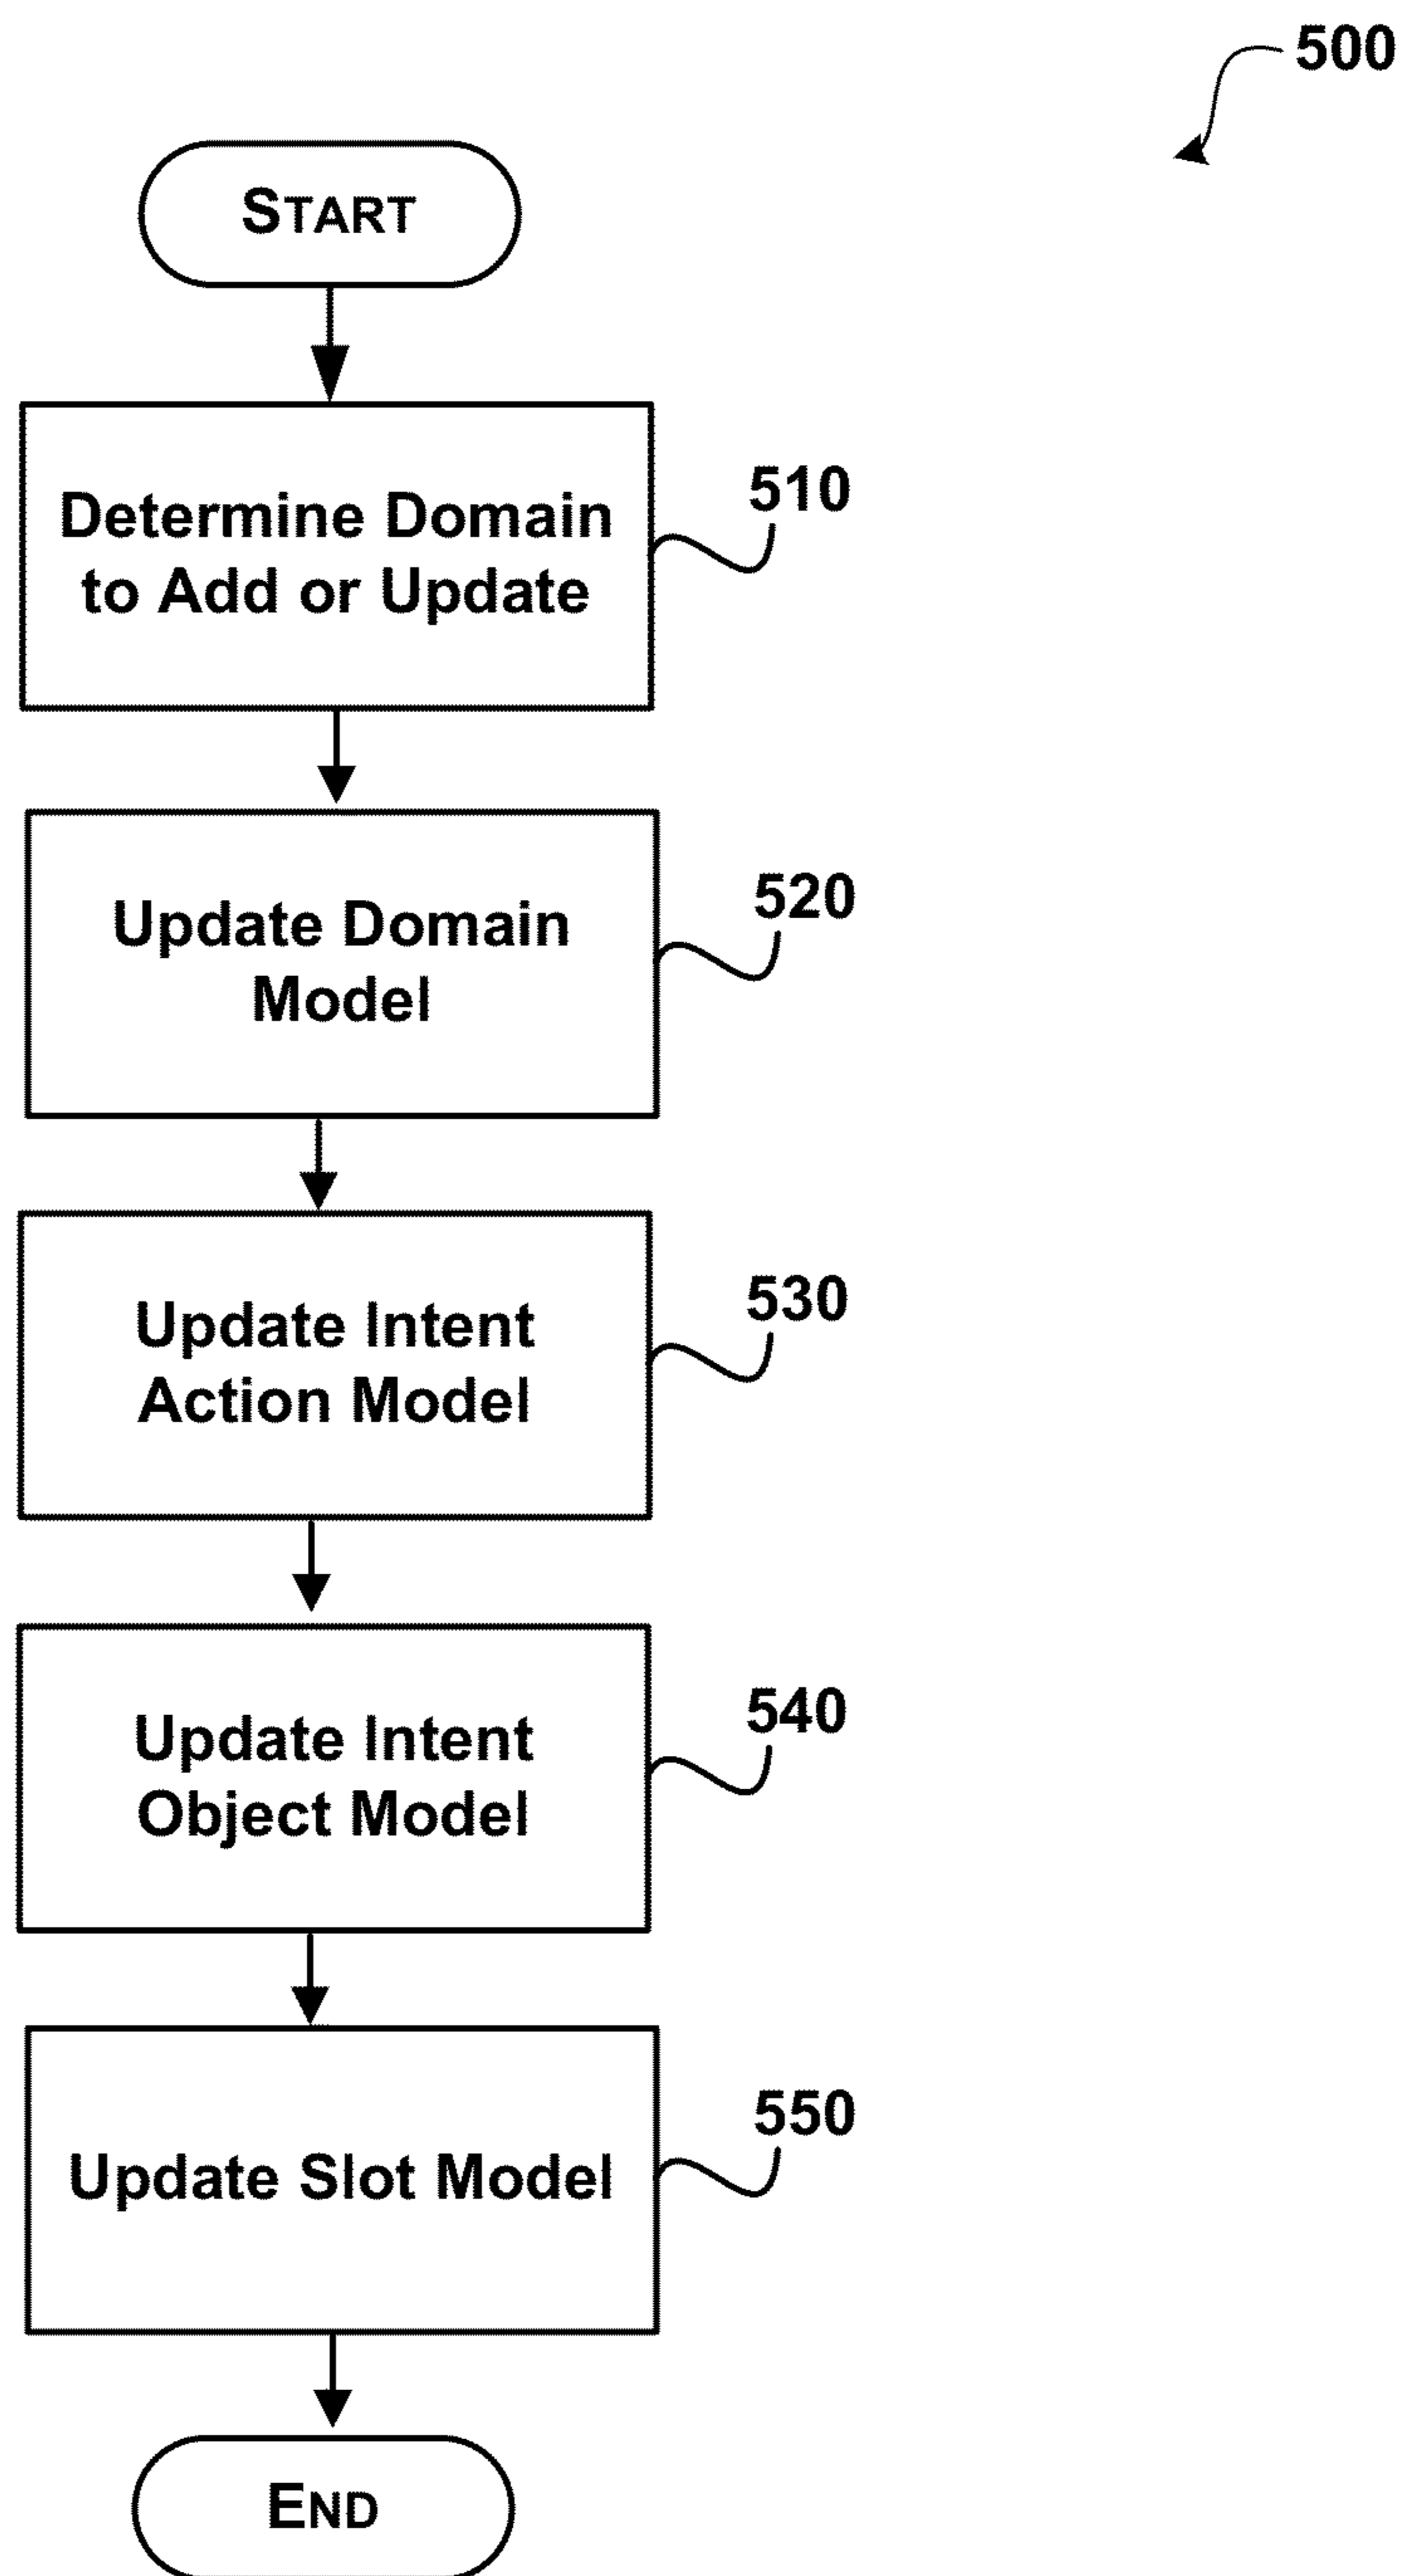 500
START
Determine Domain
to Add or Update
510
Update Domain
Model
520
Update Intent
Action Model
530
Update Intent
Object Model
540
Update Slot Model
550
END